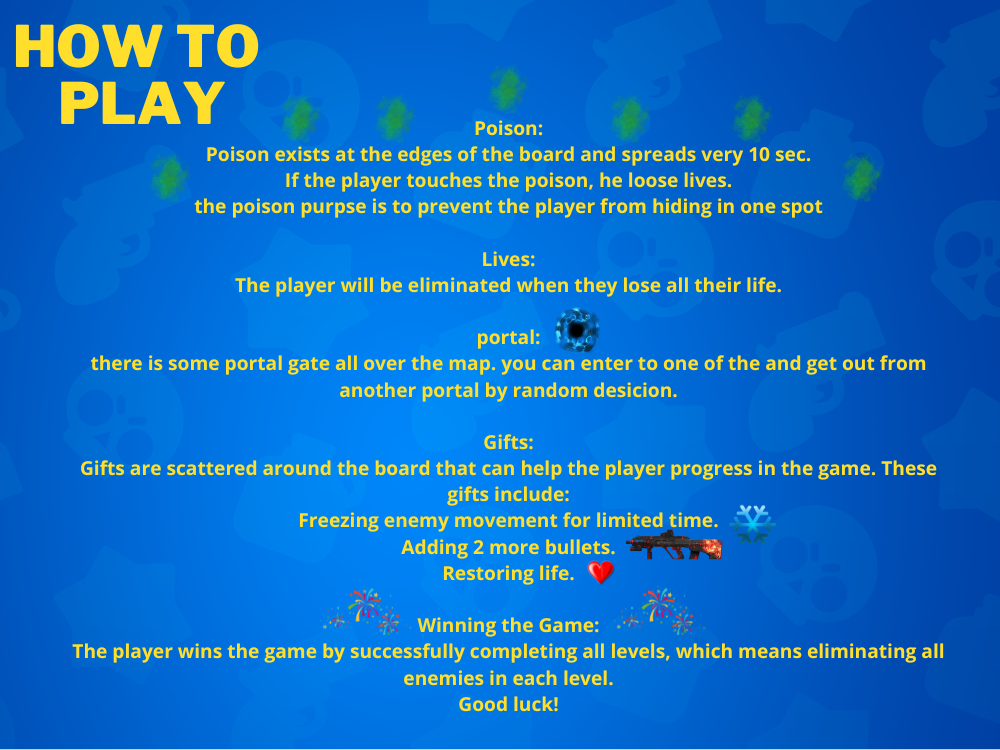 HOW TO
PLAY
Poison:
Poison exists at the edges of the board and spreads very 10 sec.
If the player touches the poison, he loose lives.
the poison purpse is to prevent the player from hiding in one spot
Lives:
The player will be eliminated when they lose all their life.
portal:
there is some portal gate all over the map. you can enter to one of the and get out from
another portal by random desicion.
Gifts:
Gifts are scattered around the board that can help the player progress in the game. These
gifts include:
Freezing enemy movement for limited time.
Adding 2 more bullets.
Restoring life.
Winning the Game:
The player wins the game by successfully completing all levels, which means eliminating all
enemies in each level.
Good luck!